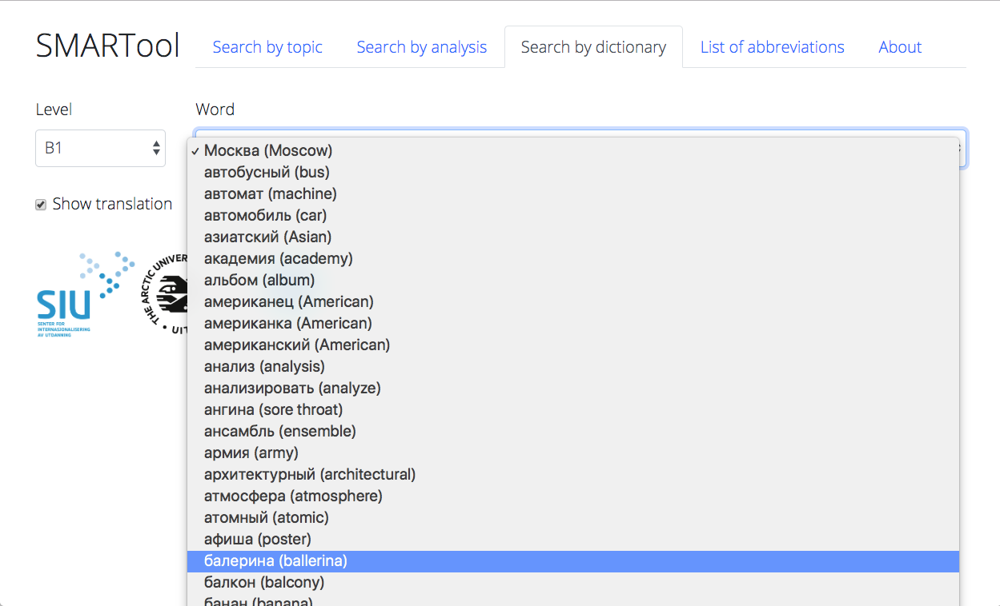 SMARTool Search by topic Search by analysis Search by dictionary List of abbreviations About
Level Word
B1
Show translation
✓ Москва (Moscow)
автобусный (bus)
автомат (machine)
автомобиль (car)
азиатский (Asian)
академия (academy)
альбом (album)
американец (American)
американка (American)
американский (American)
анализ (analysis)
анализировать (analyze)
ангина (sore throat)
ансамбль (ensemble)
армия (army)
архитектурный (architectural)
атмосфера (atmosphere)
атомный (atomic)
афиша (poster)
балерина (ballerina)
балкон (balcony)
банан (banana)
SIU
SENTER FOR
INTERNASJONALISERING
AV UTDANNING
THE ARCTIC UNIVER
UIT